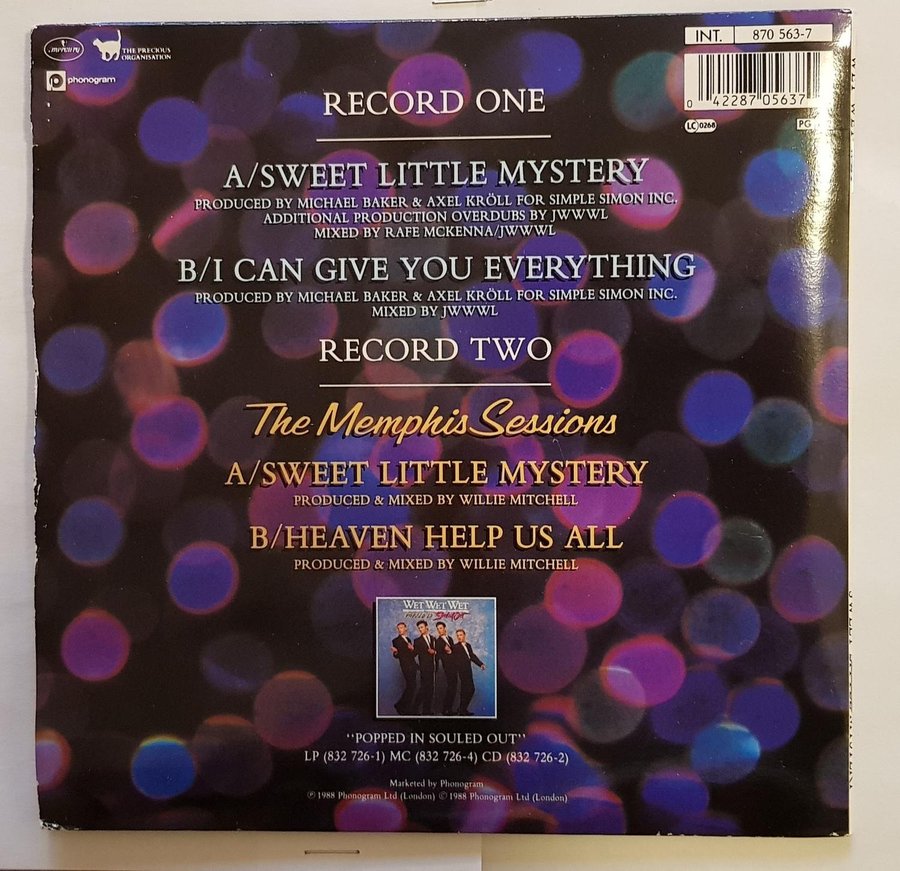 Mercury
THE PRECIOUS
ORGANISATION
phonogram
INT. 870 563-7
0 42287 05637
LC 0268
PG
RECORD ONE
A/SWEET LITTLE MYSTERY
PRODUCED BY MICHAEL BAKER & AXEL KRÖLL FOR SIMPLE SIMON INC.
ADDITIONAL PRODUCTION OVERDUBS BY JWWWL
MIXED BY RAFE MCKENNA/JWWWL
B/I CAN GIVE YOU EVERYTHING
PRODUCED BY MICHAEL BAKER & AXEL KRÖLL FOR SIMPLE SIMON INC.
MIXED BY JWWWL
RECORD TWO
The Memphis Sessions
A/SWEET LITTLE MYSTERY
PRODUCED & MIXED BY WILLIE MITCHELL
B/HEAVEN HELP US ALL
PRODUCED & MIXED BY WILLIE MITCHELL
WET WET WET
POPPED IN Souled Out
"POPPED IN SOULED OUT"
LP (832 726-1) MC (832 726-4) CD (832 726-2)
Marketed by Phonogram
℗ 1988 Phonogram Ltd (London) © 1988 Phonogram Ltd (London)